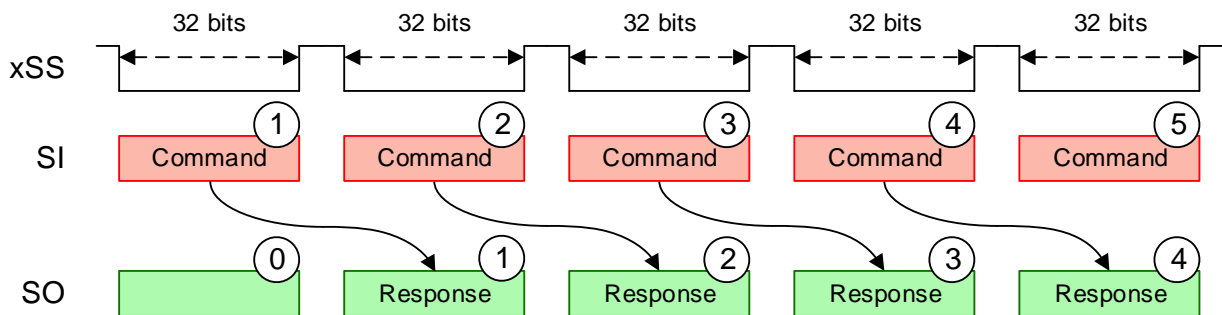 32 bits 32 bits 32 bits 32 bits 32 bits
xSS
1 2 3 4 5
SI Command Command Command Command Command
0 1 2 3 4
SO Response Response Response Response